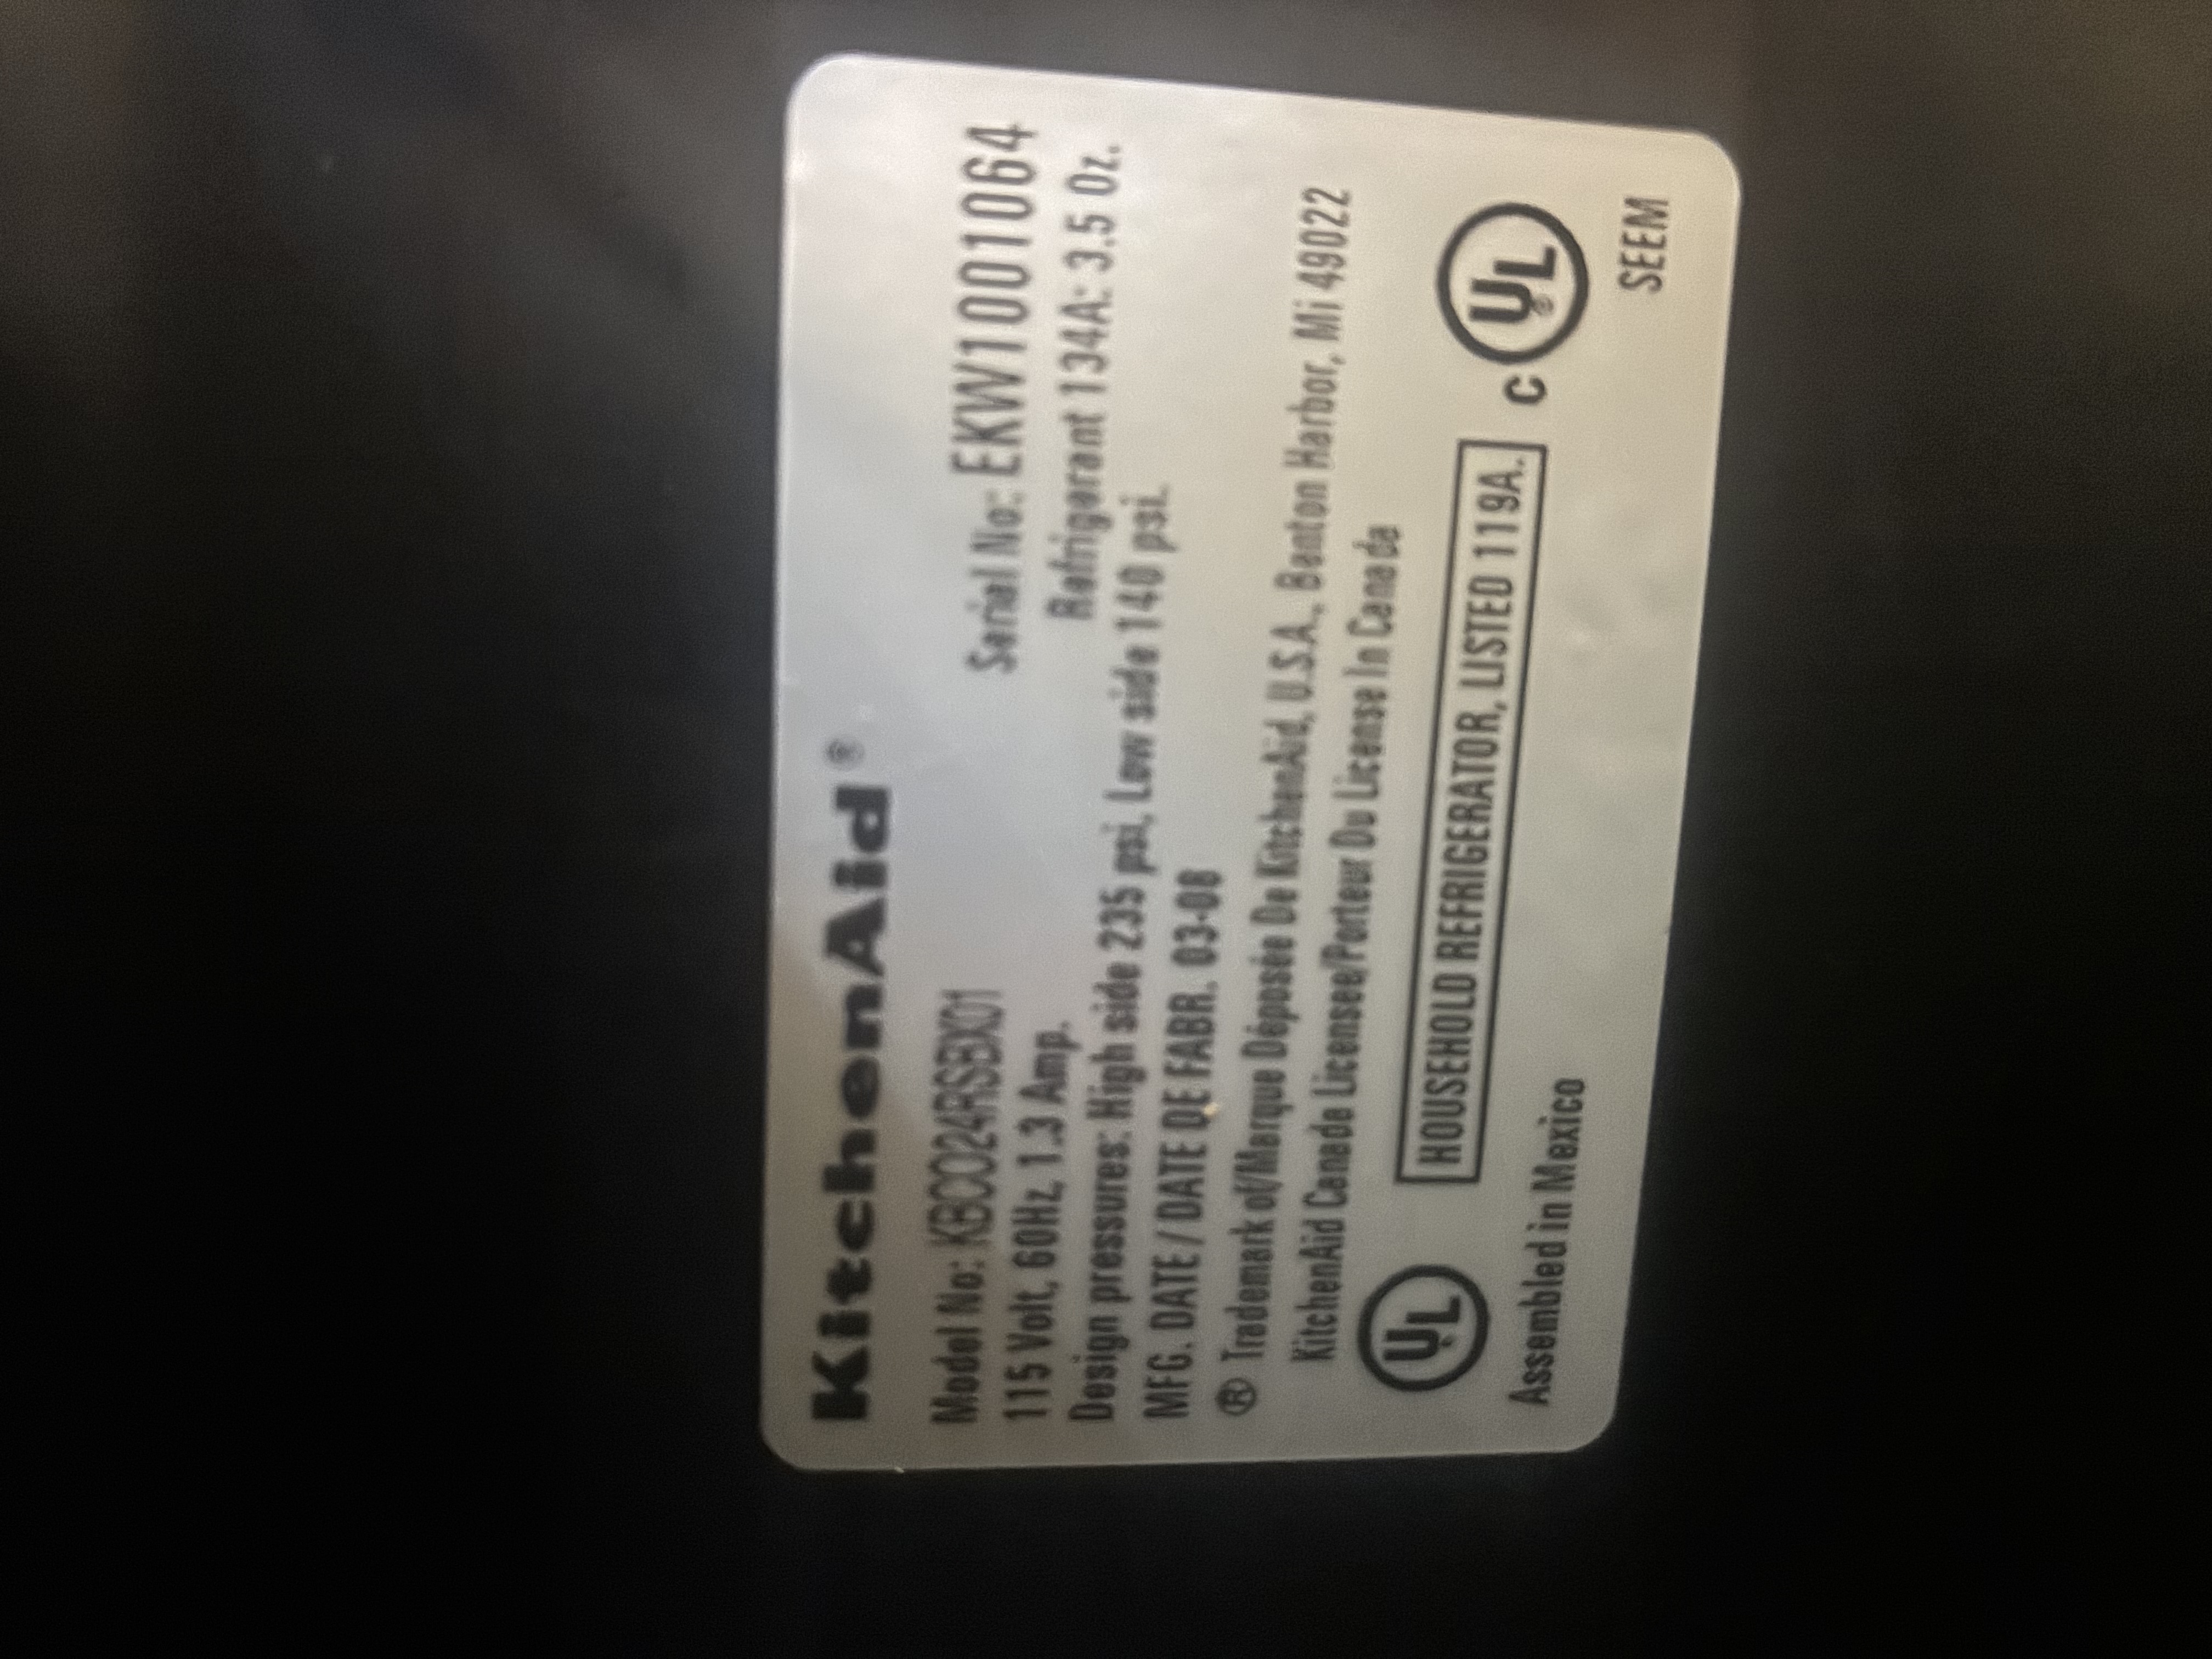 KitchenAid®
Model No: KBCO24RSBX01 Serial No: EKW1001064
115 Volt, 60Hz, 1.3 Amp. Refrigerant 134A: 3.5 Oz.
Design pressures: High side 235 psi, Low side 140 psi.
MFG. DATE / DATE DE FABR. 03-08
® Trademark of/Marque Déposée De KitchenAid, U.S.A., Benton Harbor, Mi 49022
KitchenAid Canada Licensee/Porteur Du License In Canada
UL HOUSEHOLD REFRIGERATOR, LISTED 119A. C UL
Assembled in Mexico SEEM